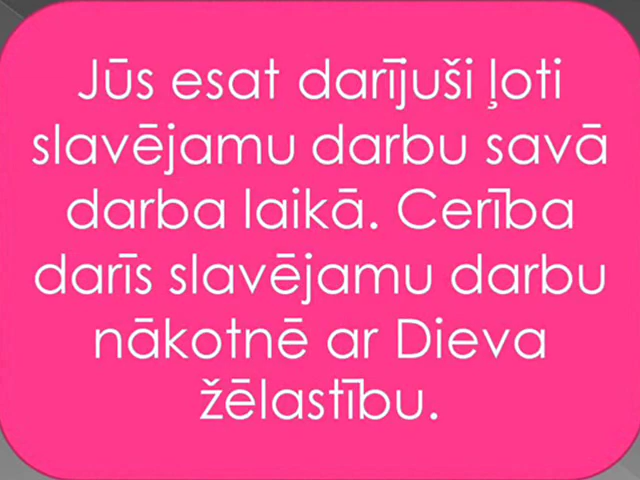 Jūs esat darījuši ļoti
slavējamu darbu savā
darba laikā. Cerība
darīs slavējamu darbu
nākotnē ar Dieva
žēlastību.